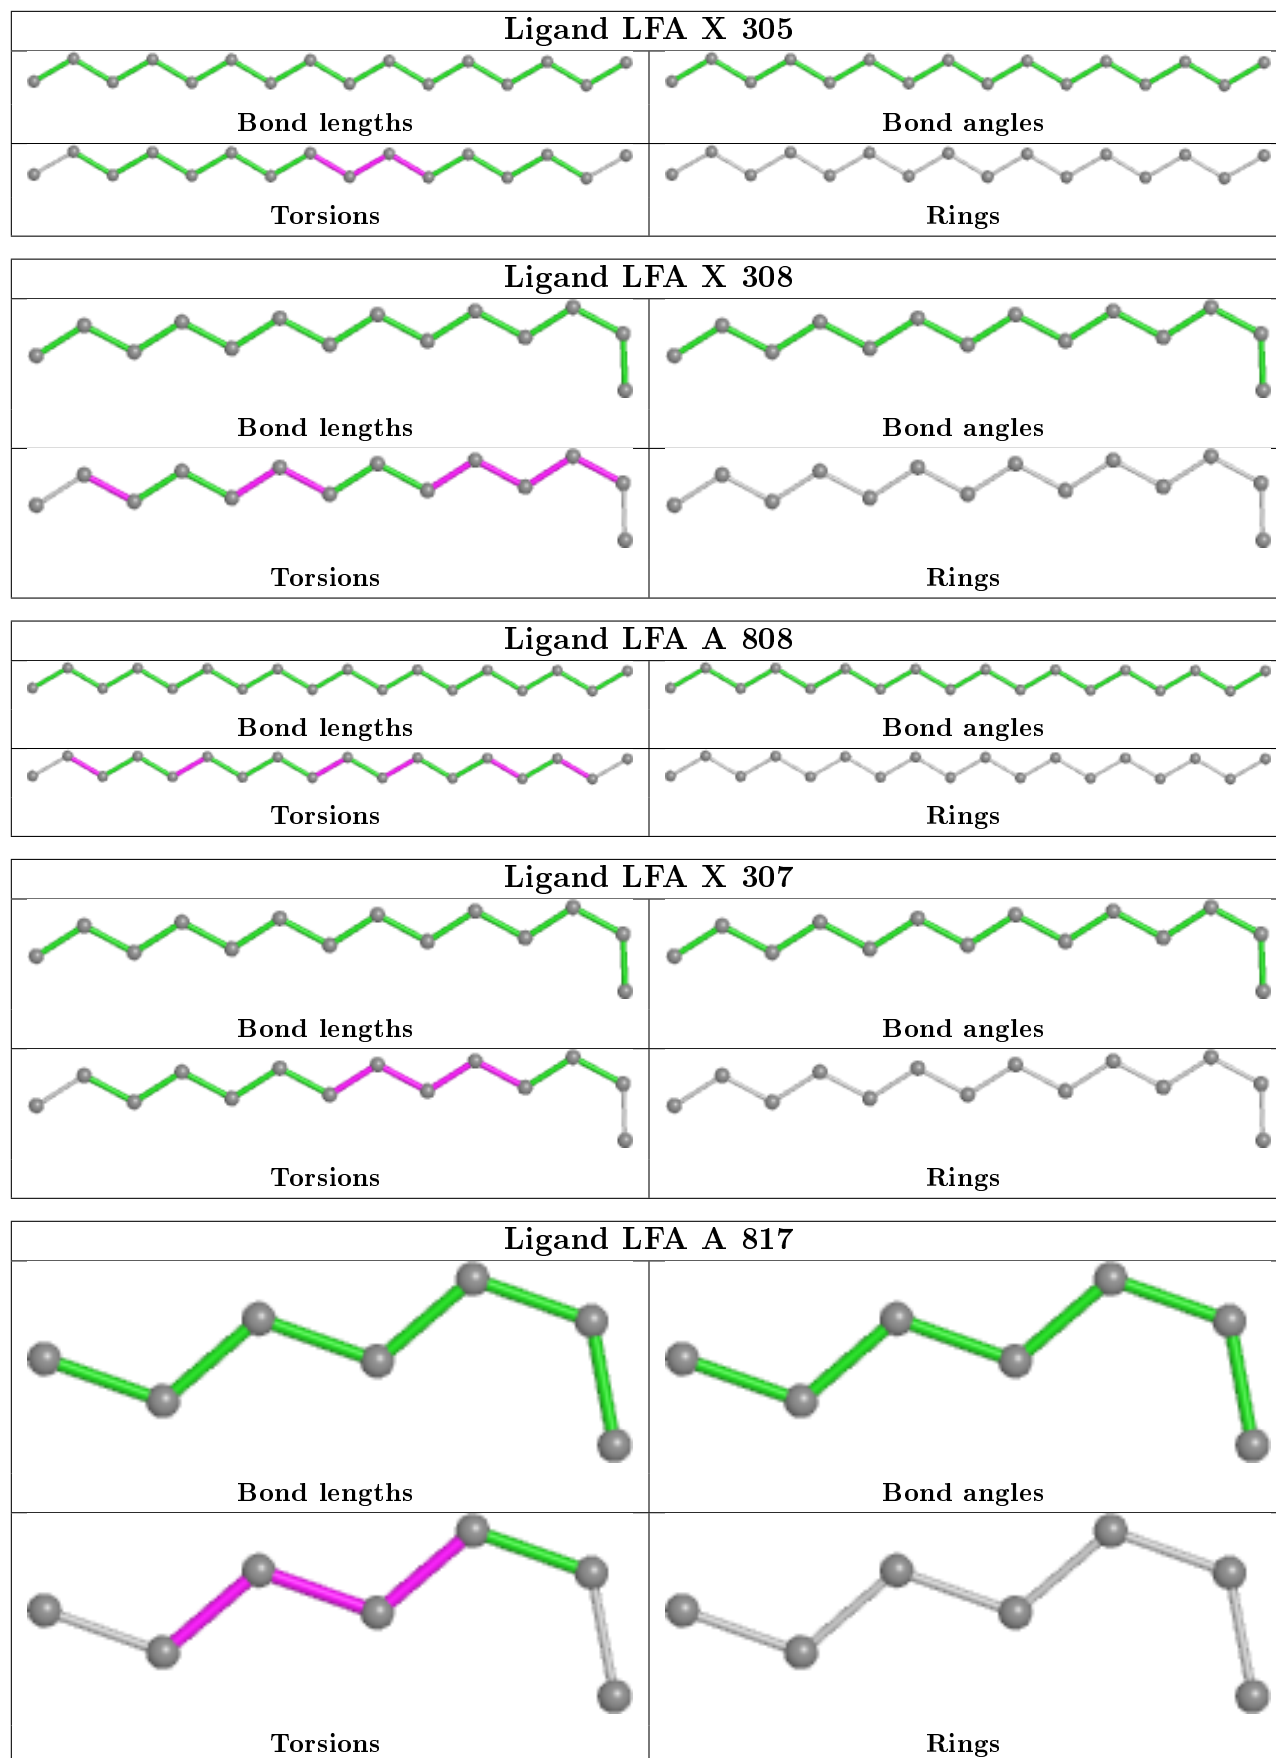 Ligand LFA X 305
Bond lengths
Bond angles
Torsions
Rings
Ligand LFA X 308
Bond lengths
Bond angles
Torsions
Rings
Ligand LFA A 808
Bond lengths
Bond angles
Torsions
Rings
Ligand LFA X 307
Bond lengths
Bond angles
Torsions
Rings
Ligand LFA A 817
Bond lengths
Bond angles
Torsions
Rings